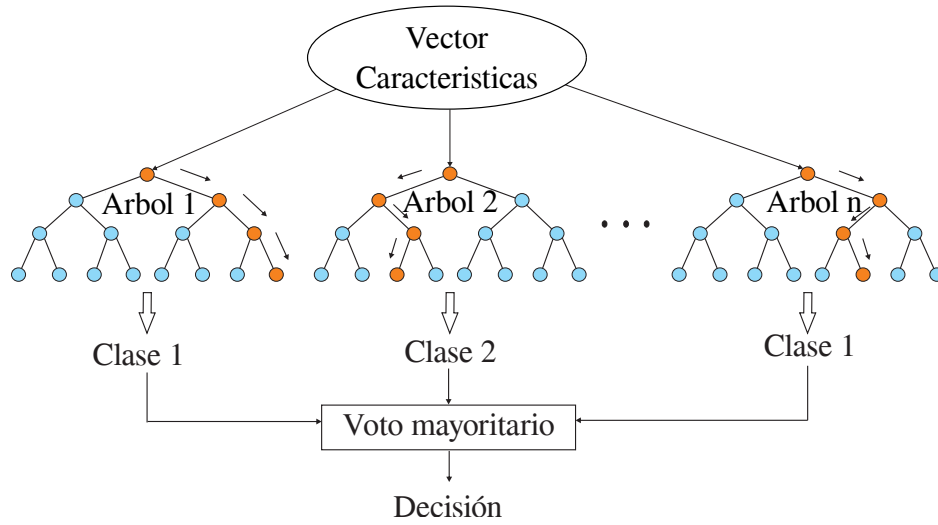 Vector
Caracteristicas
Arbol 1
Arbol 2
. . .
Arbol n
Clase 1
Clase 2
Clase 1
Voto mayoritario
Decisión